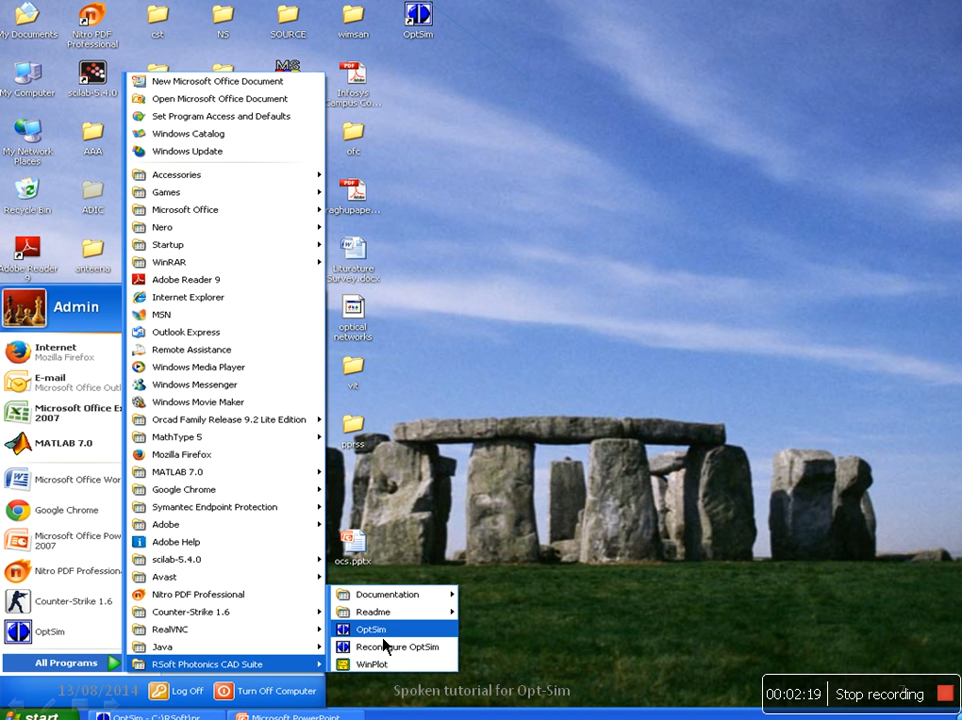 My Documents
Nitro PDF
Professional
cst
NS
SOURCE
wimsan
OptSim
My Computer
scilab-5.4.0
Infosys
Campus Co...
My Network
Places
AAA
ofc
Recycle Bin
ADIC
raghupape...
Adobe Reader
9
anteena
Liturature
Survey.docx
optical
networks
vit
pprss
ocs.pptx
New Microsoft Office Document
Open Microsoft Office Document
Set Program Access and Defaults
Windows Catalog
Windows Update
Accessories
Games
Microsoft Office
Nero
Startup
WinRAR
Adobe Reader 9
Internet Explorer
MSN
Outlook Express
Remote Assistance
Windows Media Player
Windows Messenger
Windows Movie Maker
Orcad Family Release 9.2 Lite Edition
MathType 5
Mozilla Firefox
MATLAB 7.0
Google Chrome
Symantec Endpoint Protection
Adobe
Adobe Help
scilab-5.4.0
Avast
Nitro PDF Professional
Counter-Strike 1.6
RealVNC
Java
RSoft Photonics CAD Suite
Admin
Internet
Mozilla Firefox
E-mail
Microsoft Office Outl
Microsoft Office Ex
2007
MATLAB 7.0
Microsoft Office Wor
Google Chrome
Microsoft Office Pow
2007
Nitro PDF Profession
Counter-Strike 1.6
OptSim
All Programs
Documentation
Readme
OptSim
Reconfigure OptSim
WinPlot
13/08/2014
Log Off
Turn Off Computer
Spoken tutorial for Opt-Sim
00:02:19
Stop recording
start
OptSim - C:\RSoft\pr
Microsoft PowerPoint